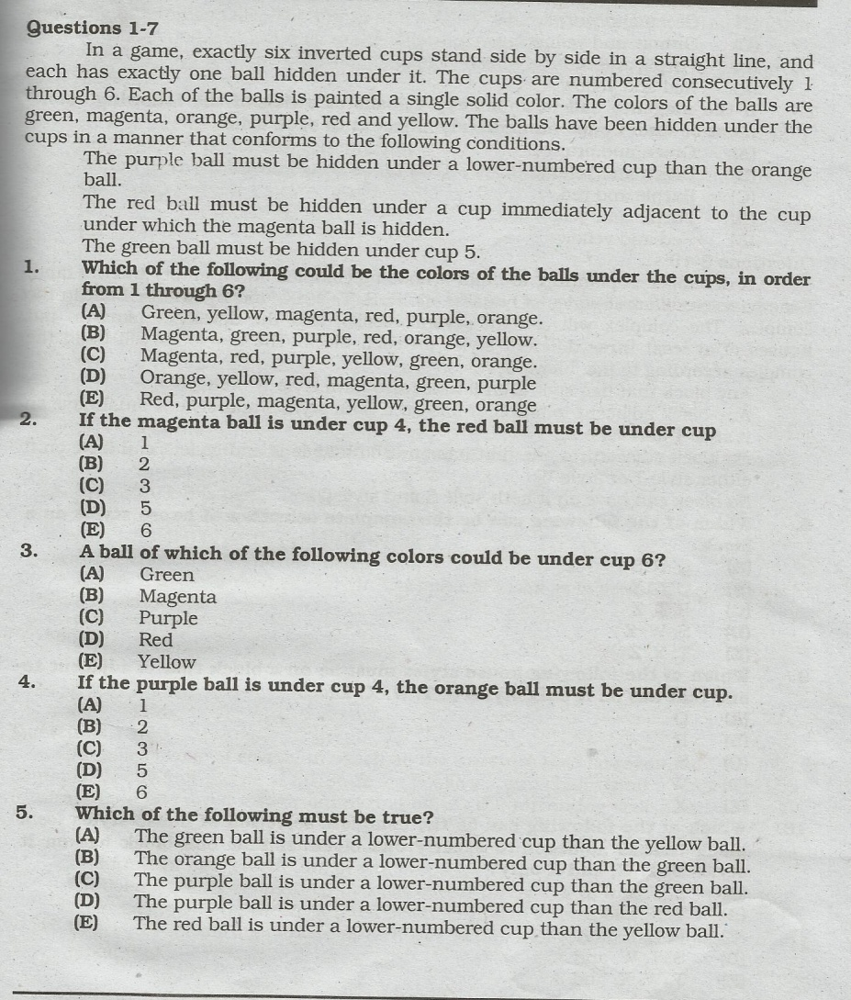 Questions 1-7
In a game, exactly six inverted cups stand side by side in a straight line, and
each has exactly one ball hidden under it. The cups are numbered consecutively 1
through 6. Each of the balls is painted a single solid color. The colors of the balls are
green, magenta, orange, purple, red and yellow. The balls have been hidden under the
cups in a manner that conforms to the following conditions.
The purple ball must be hidden under a lower-numbered cup than the orange
ball.
The red ball must be hidden under a cup immediately adjacent to the cup
under which the magenta ball is hidden.
The green ball must be hidden under cup 5.
1. Which of the following could be the colors of the balls under the cups, in order
from 1 through 6?
(A) Green, yellow, magenta, red, purple, orange.
(B) Magenta, green, purple, red, orange, yellow.
(C) Magenta, red, purple, yellow, green, orange.
(D) Orange, yellow, red, magenta, green, purple
(E) Red, purple, magenta, yellow, green, orange
2. If the magenta ball is under cup 4, the red ball must be under cup
(A) 1
(B) 2
(C) 3
(D) 5
(E) 6
3. A ball of which of the following colors could be under cup 6?
(A) Green
(B) Magenta
(C) Purple
(D) Red
(E) Yellow
4. If the purple ball is under cup 4, the orange ball must be under cup.
(A) 1
(B) 2
(C) 3
(D) 5
(E) 6
5. Which of the following must be true?
(A) The green ball is under a lower-numbered cup than the yellow ball.
(B) The orange ball is under a lower-numbered cup than the green ball.
(C) The purple ball is under a lower-numbered cup than the green ball.
(D) The purple ball is under a lower-numbered cup than the red ball.
(E) The red ball is under a lower-numbered cup than the yellow ball.